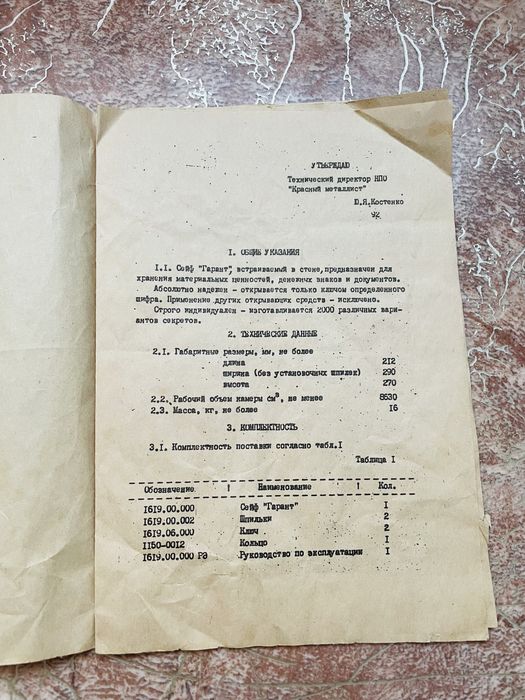 УТВЕРЖДАЮ
Технический директор НПО
"Красный металлист"
Ю.Я.Костенко
I. ОБЩИЕ УКАЗАНИЯ
I.I. Сейф "Гарант", встраиваемый в стене, предназначен для
хранения материальных ценностей, денежных знаков и документов.
Абсолютно надежен - открывается только ключом определенного
шифра. Применение других открывающих средств - исключено.
Строго индивидуален - изготавливается 2000 различных вари-
антов секретов.
2. ТЕХНИЧЕСКИЕ ДАННЫЕ
2.I. Габаритные размеры, мм, не более
длина 212
ширина (без установочных шпилек) 290
высота 270
2.2. Рабочий объем камеры см³, не менее 8630
2.3. Масса, кг, не более 16
3. КОМПЛЕКТНОСТЬ
3.I. Комплектность поставки согласно табл.I
Таблица I
Обозначение ! Наименование ! Кол.
I619.00.000 Сейф "Гарант" I
I619.00.002 Шпильки 2
I619.06.000 Ключ 2
II50-0012 Кольцо I
I619.00.000 РЭ Руководство по эксплуатации I